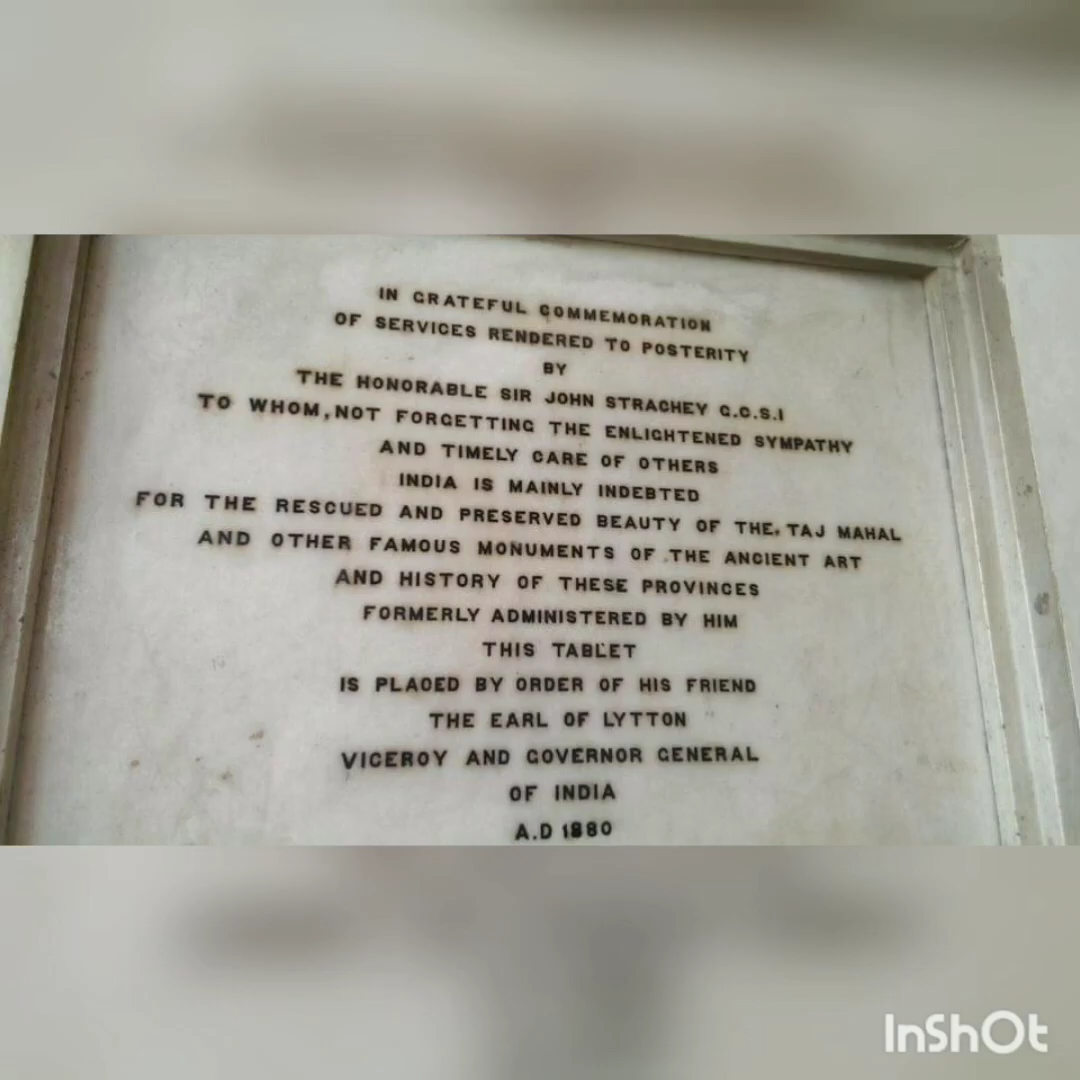 IN GRATEFUL COMMEMORATION
OF SERVICES RENDERED TO POSTERITY
BY
THE HONORABLE SIR JOHN STRACHEY G.C.S.I
TO WHOM, NOT FORGETTING THE ENLIGHTENED SYMPATHY
AND TIMELY CARE OF OTHERS
INDIA IS MAINLY INDEBTED
FOR THE RESCUED AND PRESERVED BEAUTY OF THE. TAJ MAHAL
AND OTHER FAMOUS MONUMENTS OF THE ANCIENT ART
AND HISTORY OF THESE PROVINCES
FORMERLY ADMINISTERED BY HIM
THIS TABLET
IS PLACED BY ORDER OF HIS FRIEND
THE EARL OF LYTTON
VICEROY AND GOVERNOR GENERAL
OF INDIA
A.D 1880
InShOt